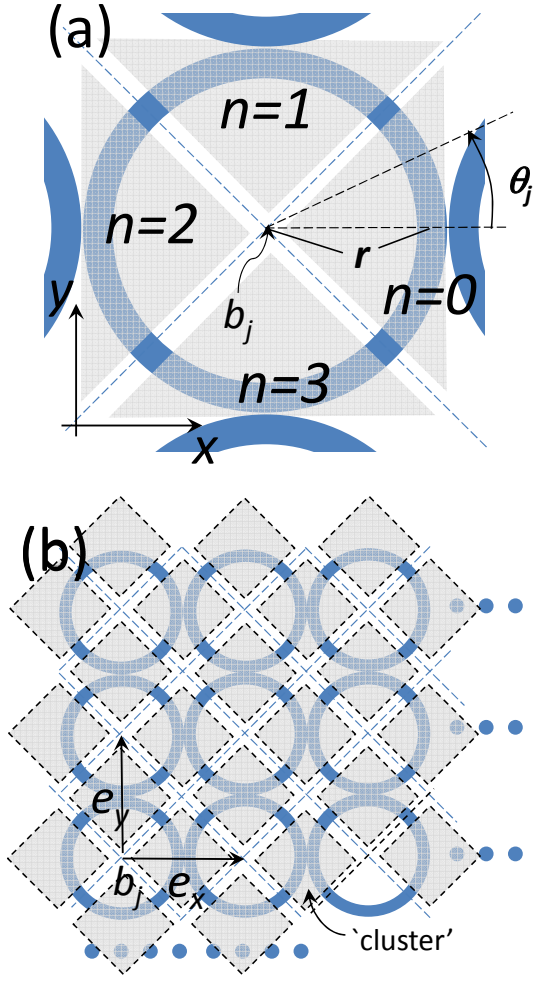 (a)
n=1
θj
n=2
r
n=0
y
bj
n=3
x
(b)
ey
bj
ex
`cluster'